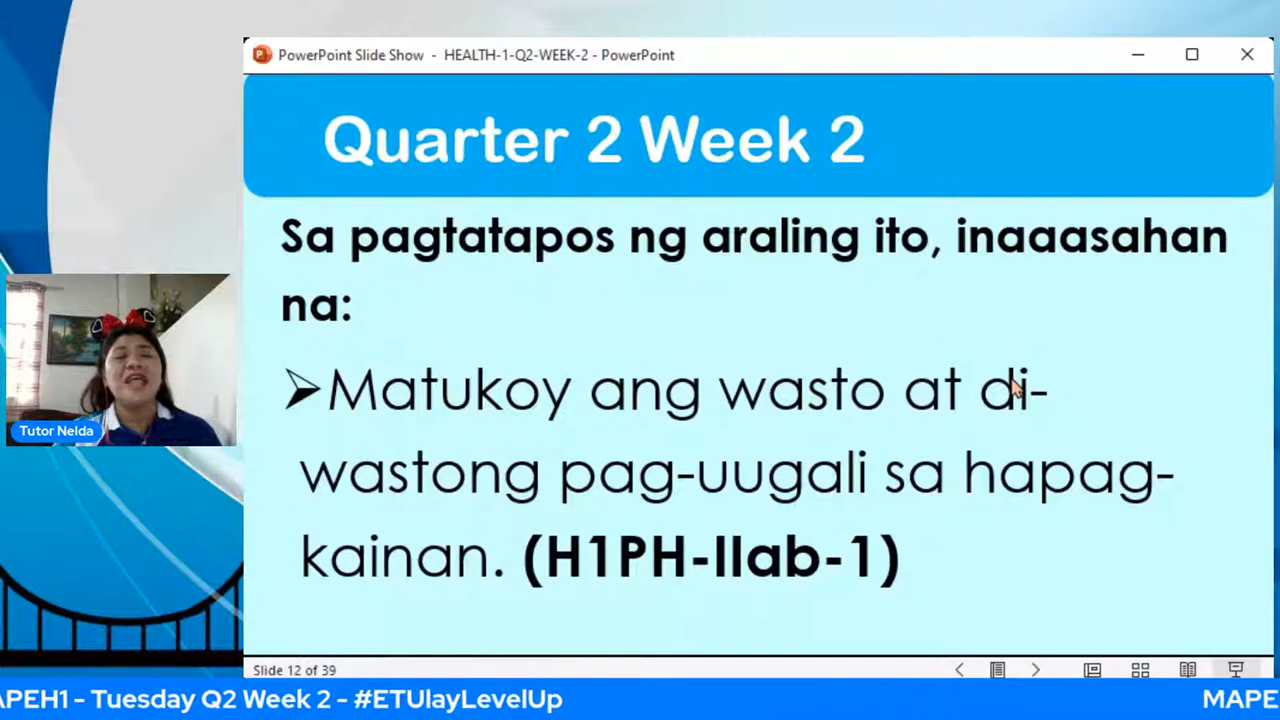 PowerPoint Slide Show - HEALTH-1-Q2-WEEK-2 - PowerPoint
Quarter 2 Week 2
Sa pagtatapos ng araling ito, inaaasahan
na:
➢Matukoy ang wasto at di-
wastong pag-uugali sa hapag-
kainan. (H1PH-IIab-1)
Tutor Nelda
Slide 12 of 39
APEH1 - Tuesday Q2 Week 2 - #ETUlayLevelUp
MAPE